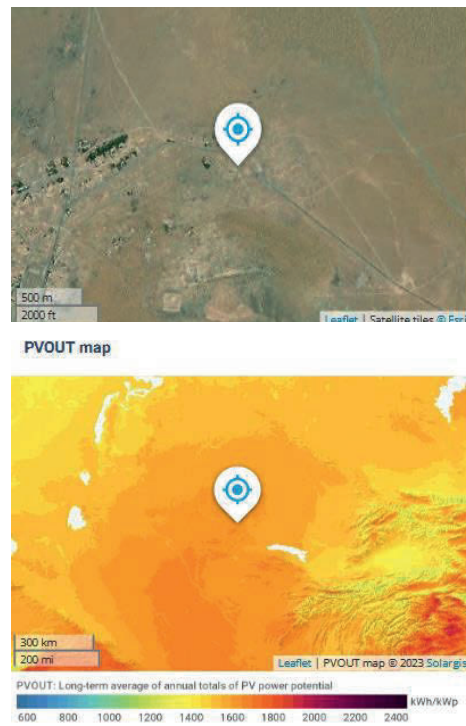 500 m
2000 ft
Leaflet | Satellite tiles © Esri
PVOUT map
300 km
200 mi
Leaflet | PVOUT map © 2023 Solargis
PVOUT: Long-term average of annual totals of PV power potential
kWh/kWp
600 800 1000 1200 1400 1600 1800 2000 2200 2400